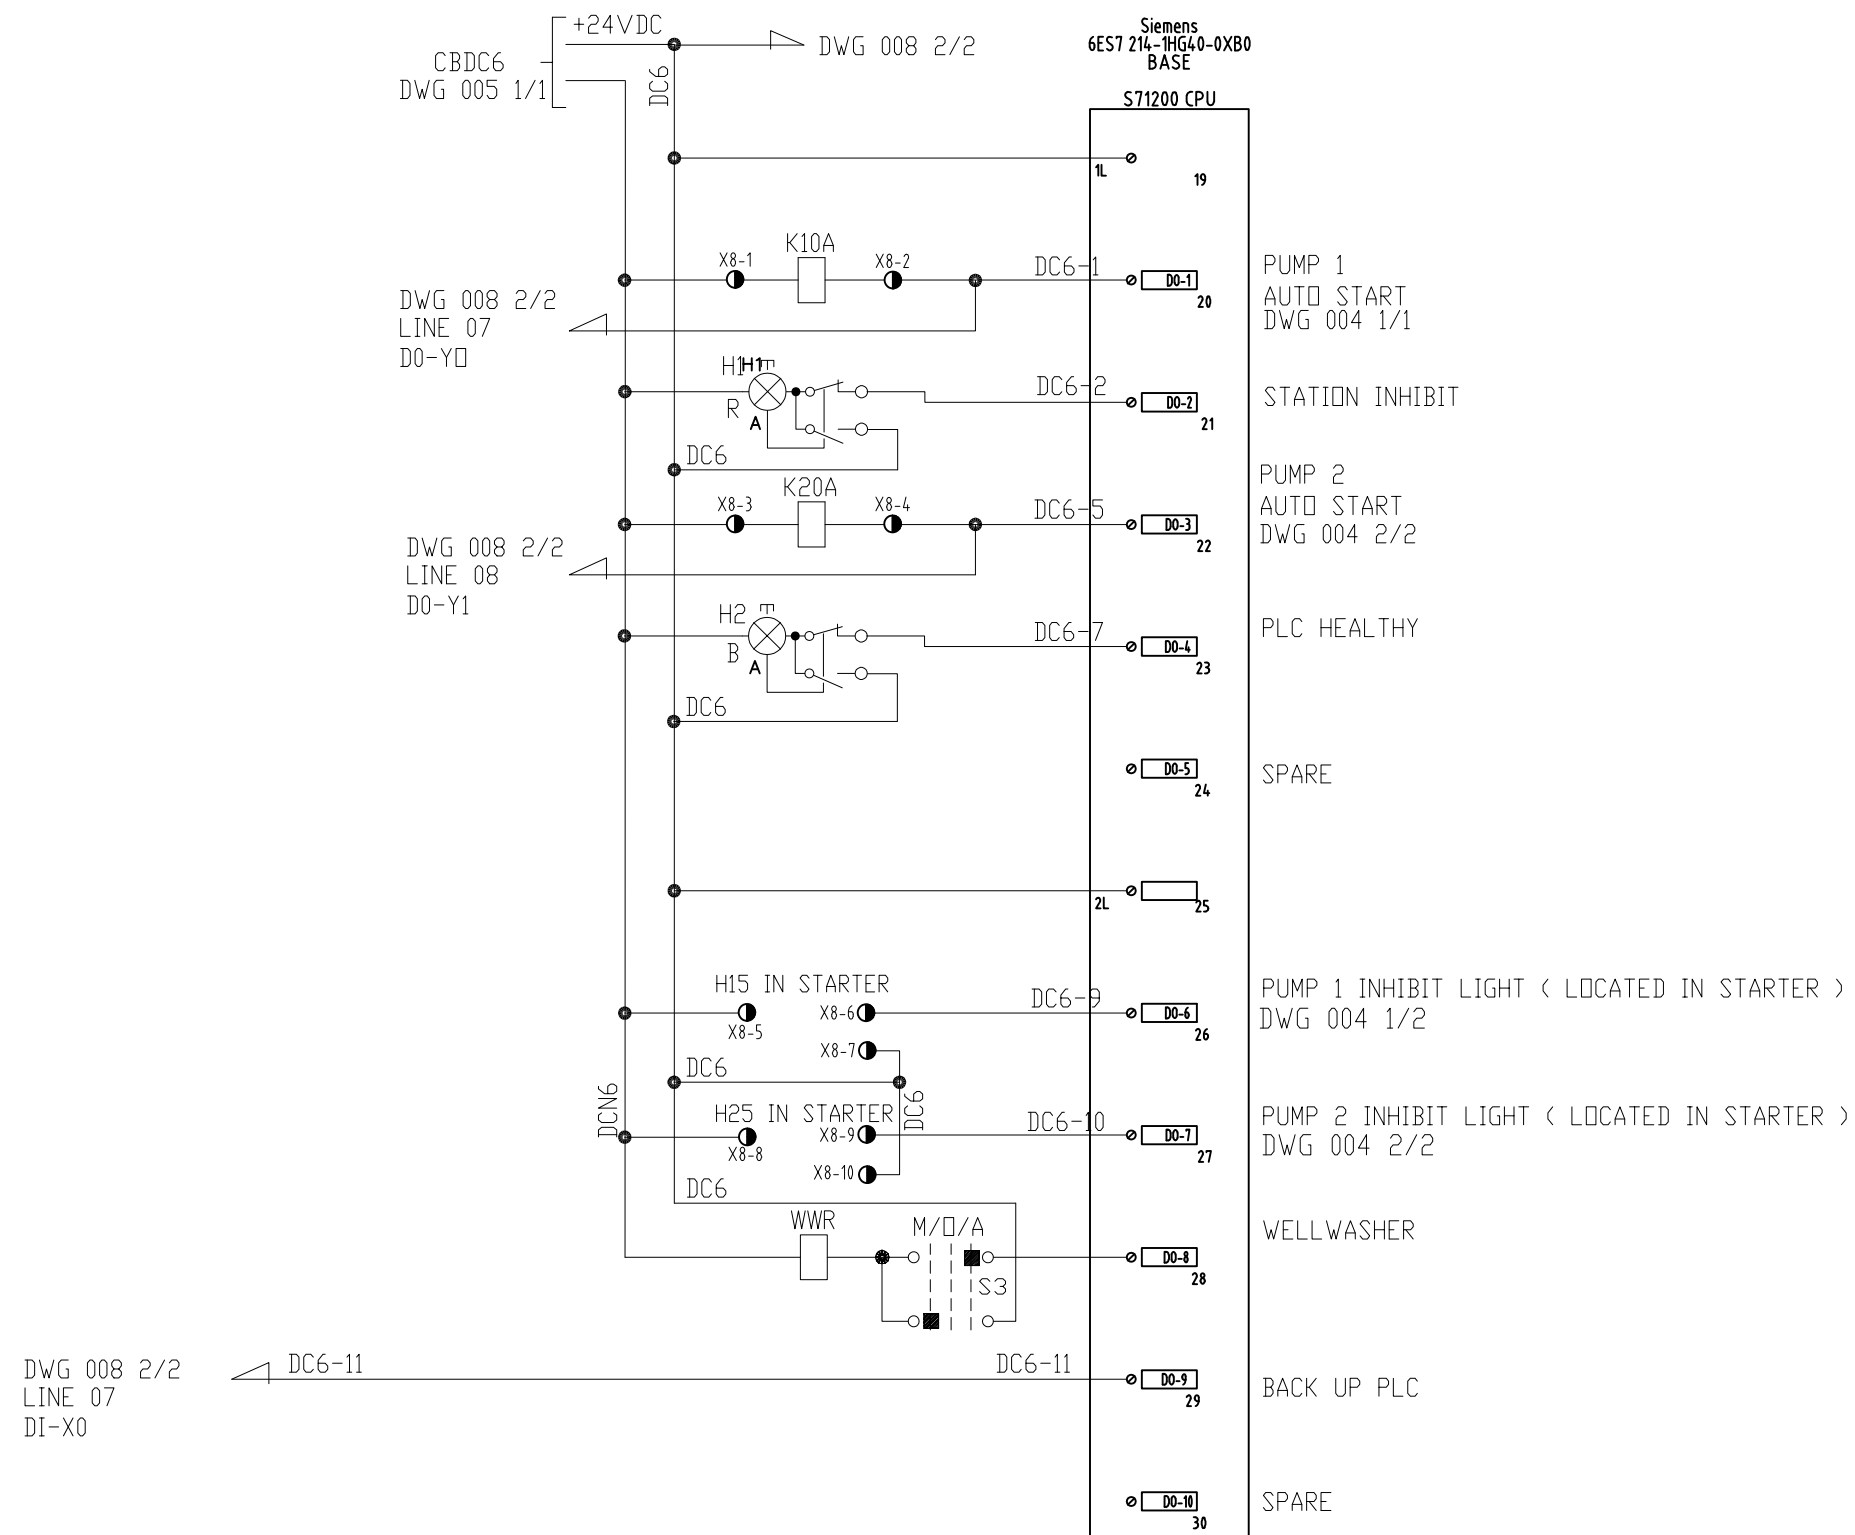 +24VDC
CBDC6
DWG 005 1/1
DWG 008 2/2
DC6
Siemens
6ES7 214-1HG40-0XB0
BASE
S71200 CPU
1L
19
K10A
X8-1
X8-2
DC6-1
DO-1
20
PUMP 1
AUTO START
DWG 004 1/1
DWG 008 2/2
LINE 07
DO-Y0
H1
H1
R
A
DC6-2
DO-2
21
STATION INHIBIT
DC6
K20A
X8-3
X8-4
DC6-5
DO-3
22
PUMP 2
AUTO START
DWG 004 2/2
DWG 008 2/2
LINE 08
DO-Y1
H2
B
A
DC6-7
DO-4
23
PLC HEALTHY
DC6
DO-5
24
SPARE
2L
25
H15 IN STARTER
X8-5
X8-6
DC6-9
DO-6
26
PUMP 1 INHIBIT LIGHT ( LOCATED IN STARTER )
DWG 004 1/2
X8-7
DC6
DCN6
DC6
H25 IN STARTER
X8-8
X8-9
DC6-10
DO-7
27
PUMP 2 INHIBIT LIGHT ( LOCATED IN STARTER )
DWG 004 2/2
X8-10
DC6
WWR
M/O/A
S3
DO-8
28
WELLWASHER
DWG 008 2/2
LINE 07
DI-X0
DC6-11
DC6-11
DO-9
29
BACK UP PLC
DO-10
30
SPARE